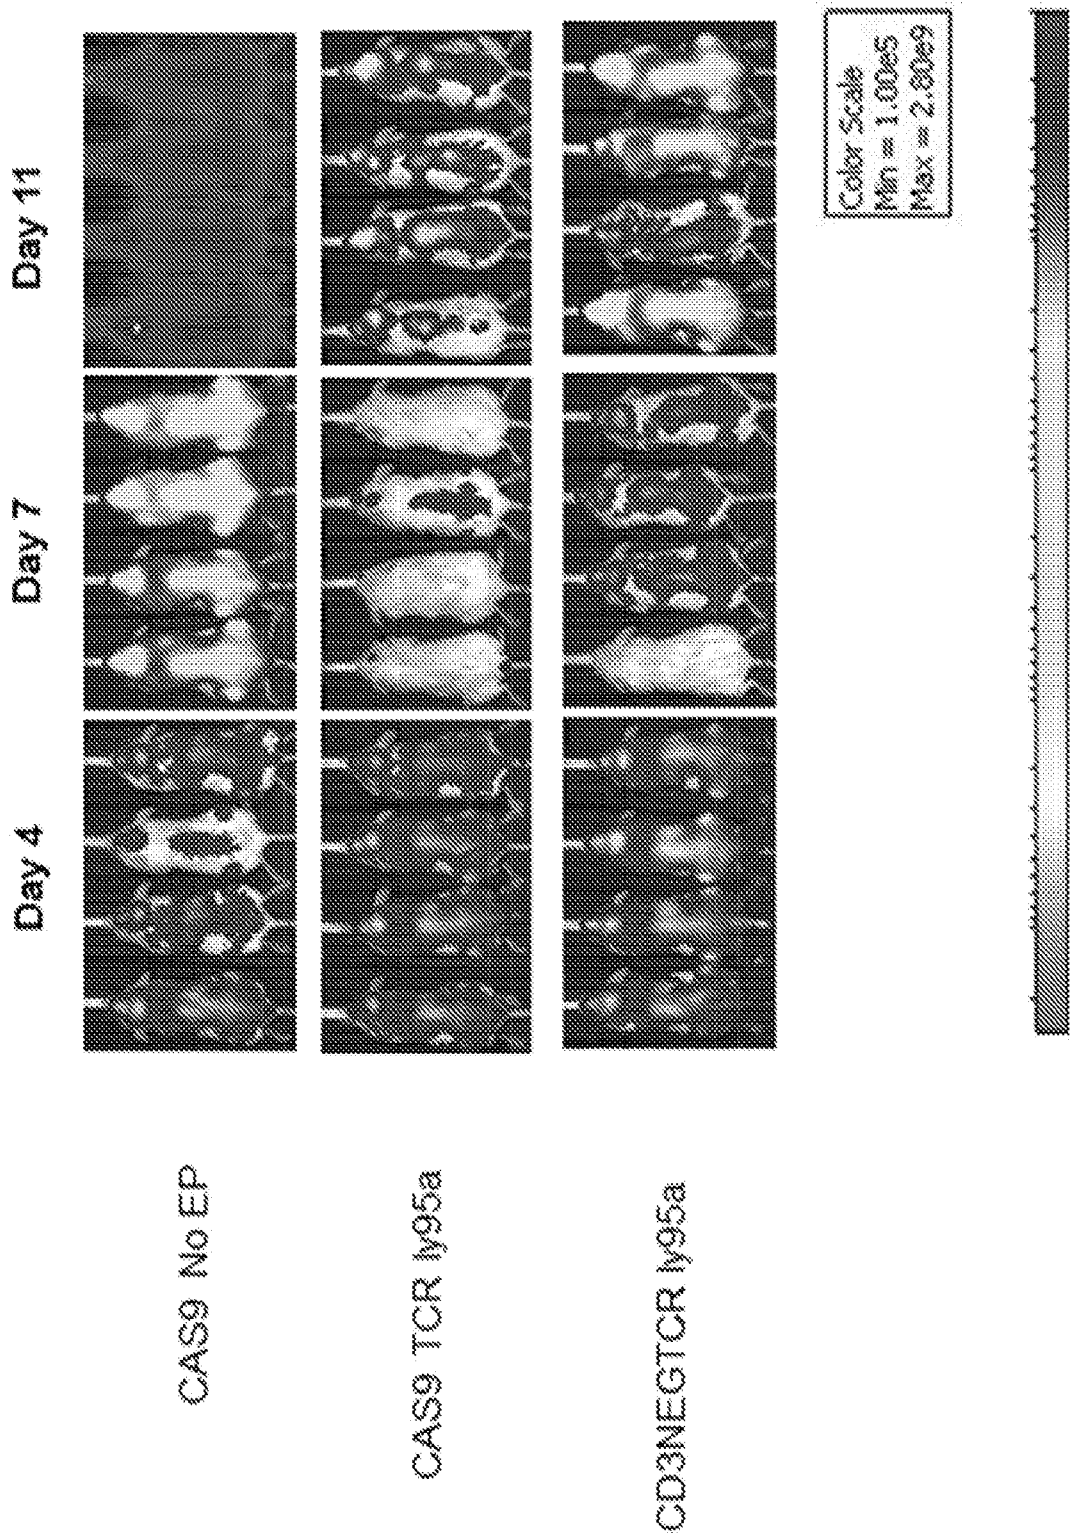 Day 4
Day 7
Day 11
CAS9 No EP
CAS9 TCR ly95a
CD3NEGTCR ly95a
Color Scale
Min = 1.00e5
Max = 2.80e9